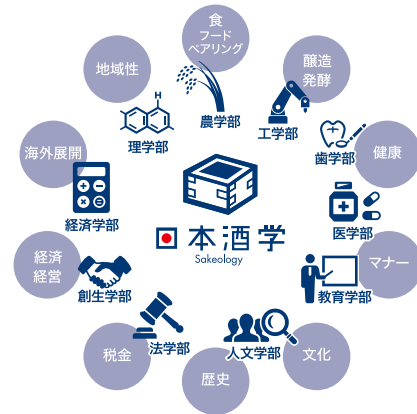 食
フード
ペアリング
地域性
醸造
発酵
H
農学部
工学部
理学部
歯学部
海外展開
健康
経済学部
医学部
日本酒学
Sakeology
経済
経営
マナー
創生学部
教育学部
税金
法学部
人文学部
文化
歴史